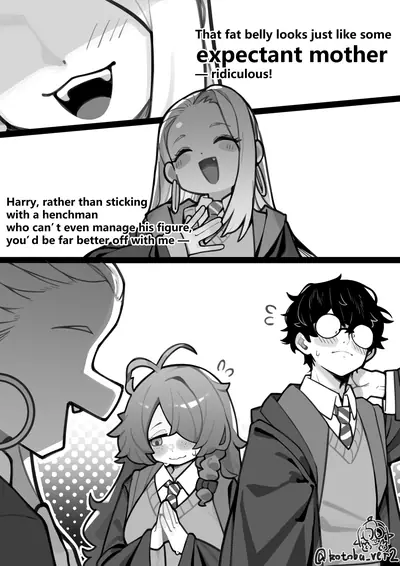 That fat belly looks just like some
expectant mother
— ridiculous!
Harry, rather than sticking
with a henchman
who can't even manage his figure,
you'd be far better off with me —
@kotobu_ver2